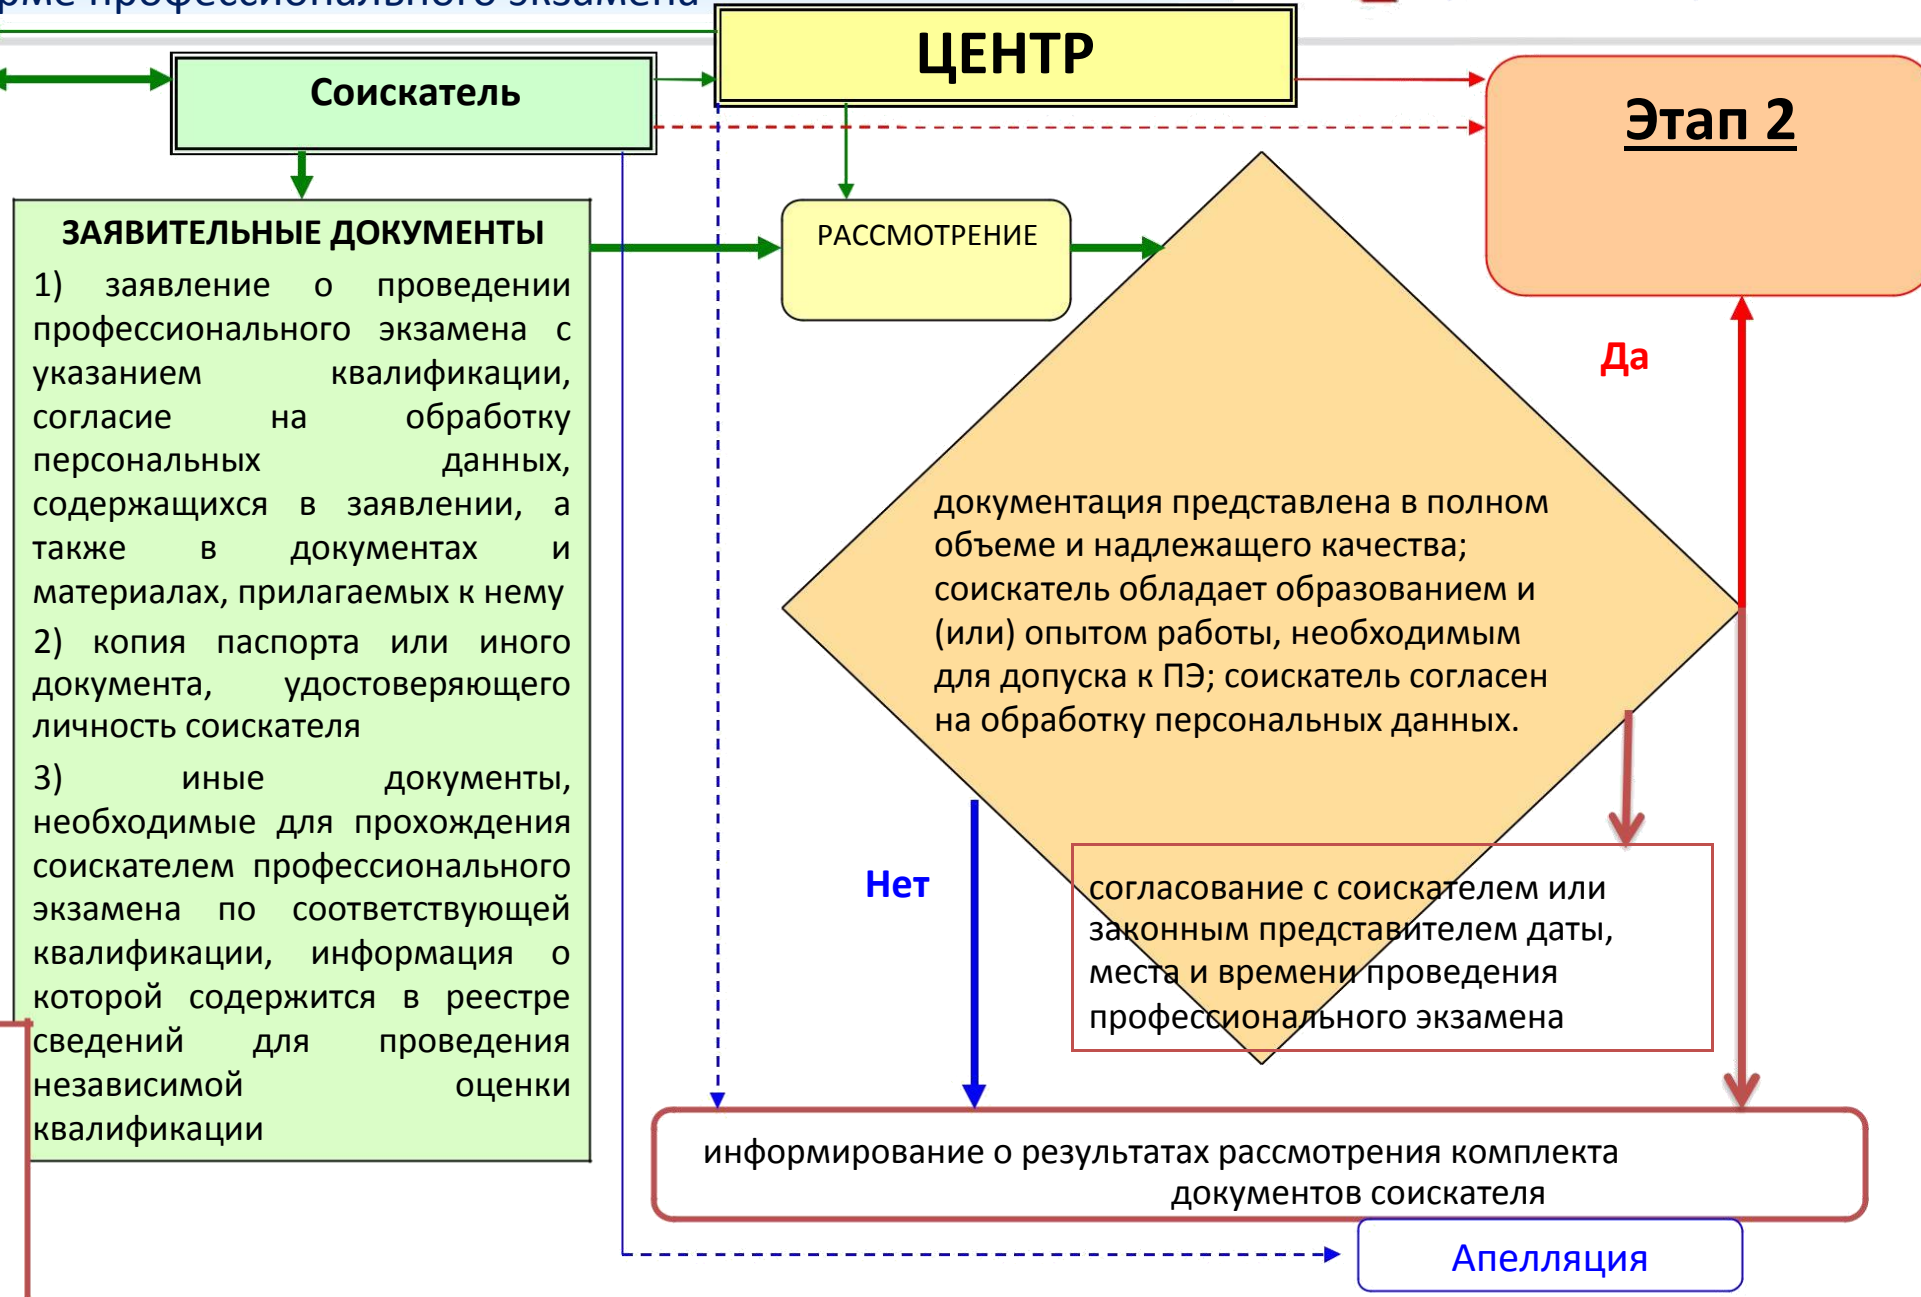 профессионального экзамена
ЦЕНТР
Соискатель
Этап 2
ЗАЯВИТЕЛЬНЫЕ ДОКУМЕНТЫ
1) заявление о проведении
профессионального экзамена с
указанием квалификации,
согласие на обработку
персональных данных,
содержащихся в заявлении, а
также в документах и
материалах, прилагаемых к нему
2) копия паспорта или иного
документа, удостоверяющего
личность соискателя
3) иные документы,
необходимые для прохождения
соискателем профессионального
экзамена по соответствующей
квалификации, информация о
которой содержится в реестре
сведений для проведения
независимой оценки
квалификации
РАССМОТРЕНИЕ
Да
документация представлена в полном
объеме и надлежащего качества;
соискатель обладает образованием и
(или) опытом работы, необходимым
для допуска к ПЭ; соискатель согласен
на обработку персональных данных.
Нет
согласование с соискателем или
законным представителем даты,
места и времени проведения
профессионального экзамена
информирование о результатах рассмотрения комплекта
документов соискателя
Апелляция